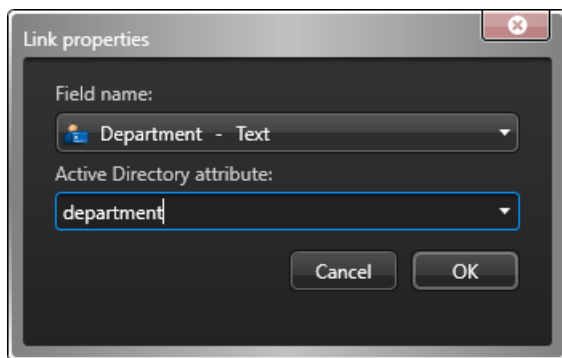 Link properties
Field name:
Department - Text
Active Directory attribute:
department
Cancel OK